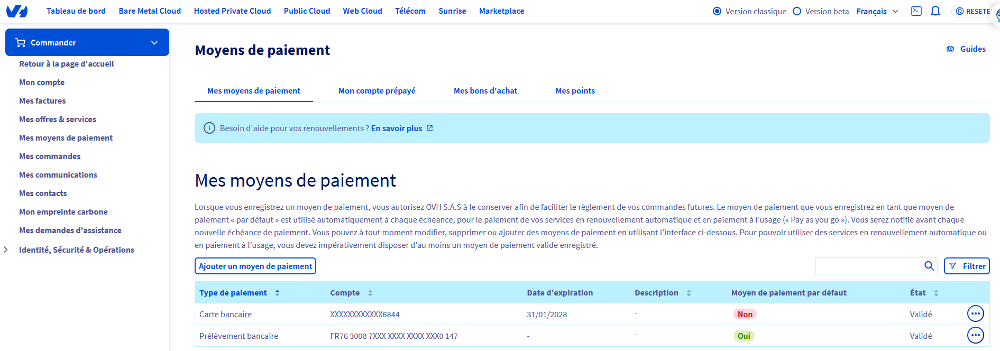 Tableau de bord Bare Metal Cloud Hosted Private Cloud Public Cloud Web Cloud Télécom Sunrise Marketplace Version classique Version beta Français
Commander
Retour à la page d'accueil
Mon compte
Mes factures
Mes offres & services
Mes moyens de paiement
Mes commandes
Mes communications
Mes contacts
Mon empreinte carbone
Mes demandes d'assistance
Identité, Sécurité & Opérations
Moyens de paiement
Guides
Mes moyens de paiement Mon compte prépayé Mes bons d'achat Mes points
Besoin d'aide pour vos renouvellements ? En savoir plus
Mes moyens de paiement
Lorsque vous enregistrez un moyen de paiement, vous autorisez OVH S.A.S à le conserver afin de faciliter le règlement de vos commandes futures. Le moyen de paiement que vous enregistrez en tant que moyen de
paiement « par défaut » est utilisé automatiquement à chaque échéance, pour le paiement de vos services en renouvellement automatique et en paiement à l’usage (« Pay as you go »). Vous serez notifié avant chaque
nouvelle échéance de paiement. Vous pouvez à tout moment modifier, supprimer ou ajouter des moyens de paiement en utilisant l’interface ci-dessous. Pour pouvoir utiliser des services en renouvellement automatique ou
en paiement à l’usage, vous devez impérativement disposer d’au moins un moyen de paiement valide enregistré.
Ajouter un moyen de paiement Filtrer
Type de paiement Compte Date d'expiration Description Moyen de paiement par défaut État
Carte bancaire XXXXXXXXXXXX6844 31/01/2028 - Non Validé
Prélèvement bancaire FR76 3008 7XXX XXXX XXXX XXX0 147 - - Oui Validé